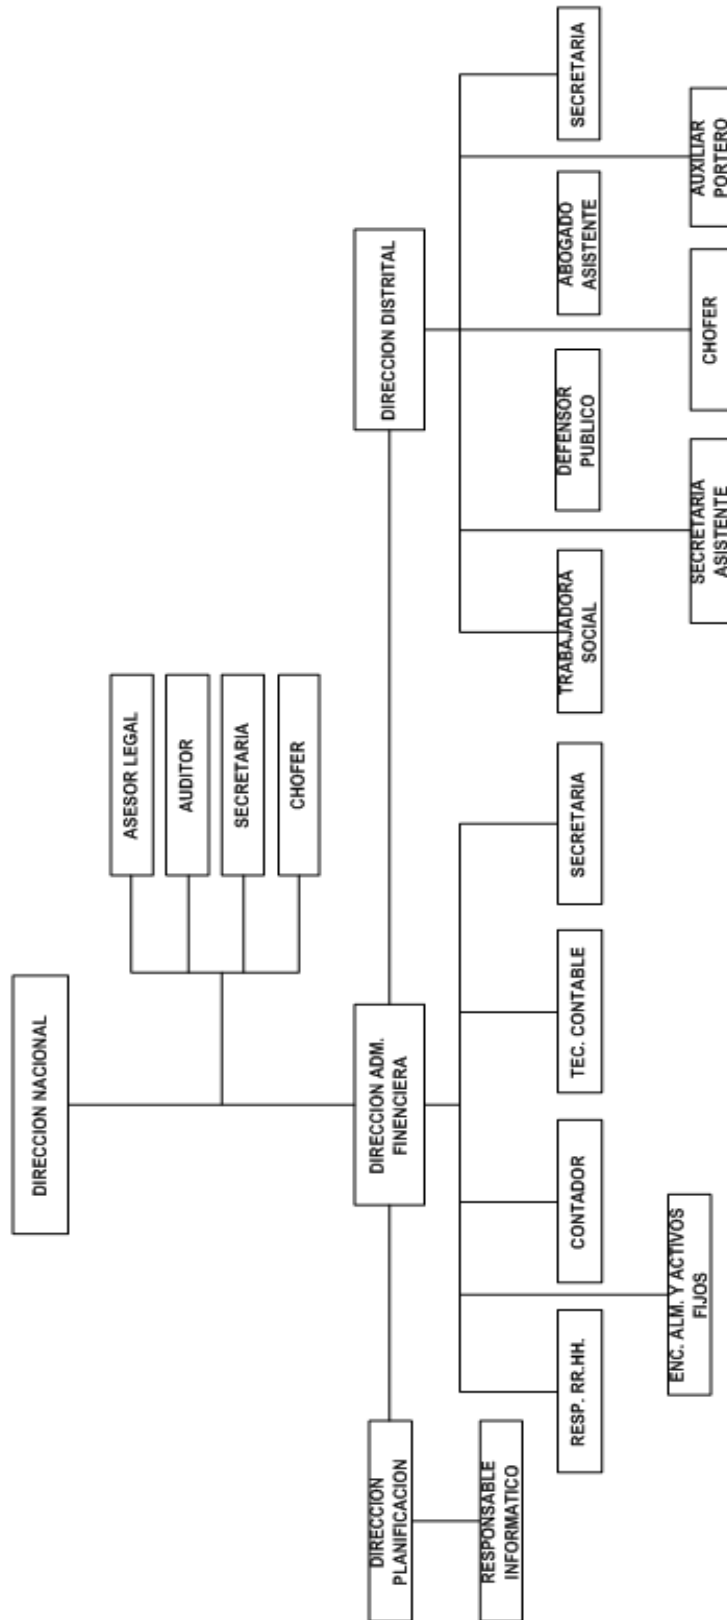 DIRECCION NACIONAL
ASESOR LEGAL
AUDITOR
SECRETARIA
CHOFER
DIRECCION
PLANIFICACION
DIRECCION ADM.
FINENCIERA
DIRECCION DISTRITAL
RESPONSABLE
INFORMATICO
RESP. RR.HH.
CONTADOR
TEC. CONTABLE
SECRETARIA
TRABAJADORA
SOCIAL
DEFENSOR
PUBLICO
ABOGADO
ASISTENTE
SECRETARIA
ENC. ALM. Y ACTIVOS
FIJOS
SECRETARIA
ASISTENTE
CHOFER
AUXILIAR
PORTERO